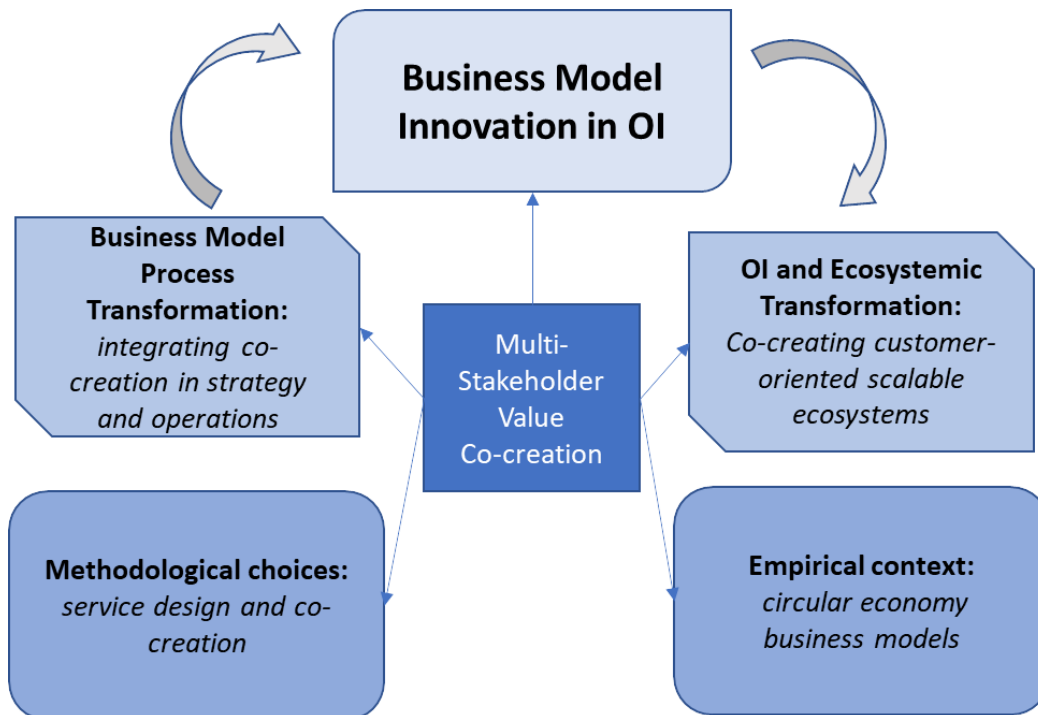 Business Model
Innovation in OI
Business Model
Process
Transformation:
integrating co-
creation in strategy
and operations
OI and Ecosystemic
Transformation:
Co-creating customer-
oriented scalable
ecosystems
Multi-
Stakeholder
Value
Co-creation
Methodological choices:
service design and co-
creation
Empirical context:
circular economy
business models